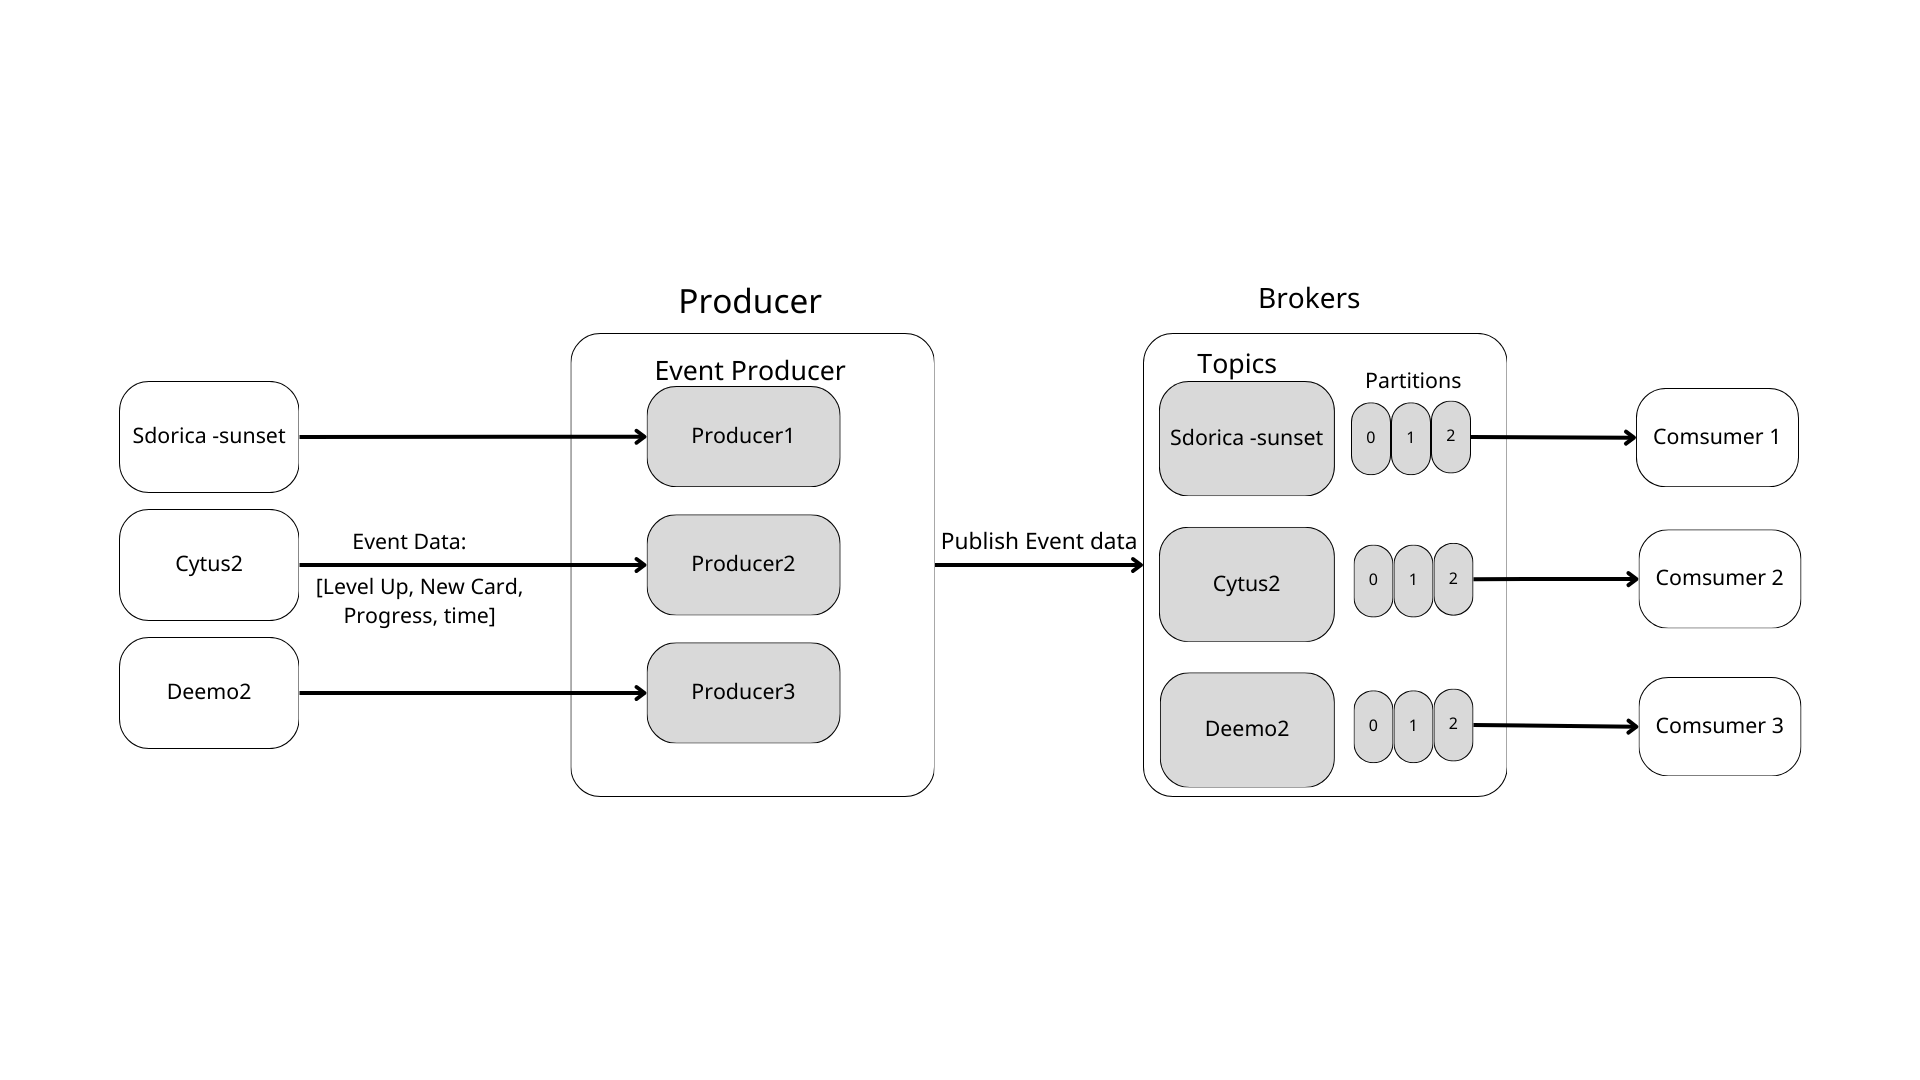 Producer
Brokers
Event Producer
Topics
Partitions
Sdorica -sunset
Producer1
Sdorica -sunset
0
1
2
Comsumer 1
Event Data:
Publish Event data
Cytus2
Producer2
Cytus2
0
1
2
Comsumer 2
[Level Up, New Card,
Progress, time]
Deemo2
Producer3
Deemo2
0
1
2
Comsumer 3